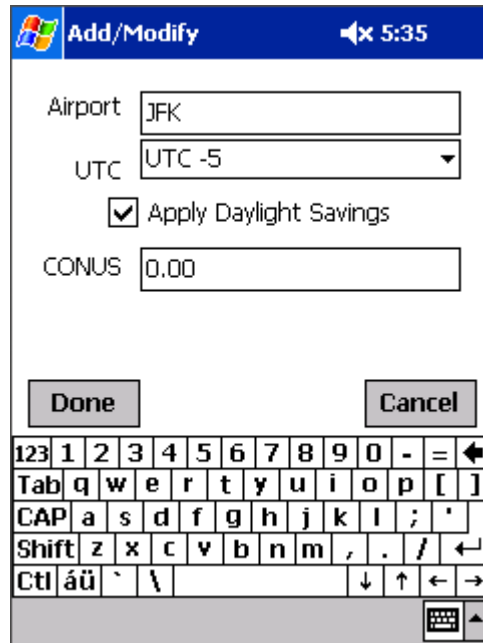 Add/Modify 5:35
Airport JFK
UTC UTC -5
Apply Daylight Savings
CONUS 0.00
Done Cancel
123 1 2 3 4 5 6 7 8 9 0 - =
Tab q w e r t y u i o p [ ]
CAP a s d f g h j k l ; '
Shift z x c v b n m , . /
Ctl áü ` \ ↓ ↑ ← →